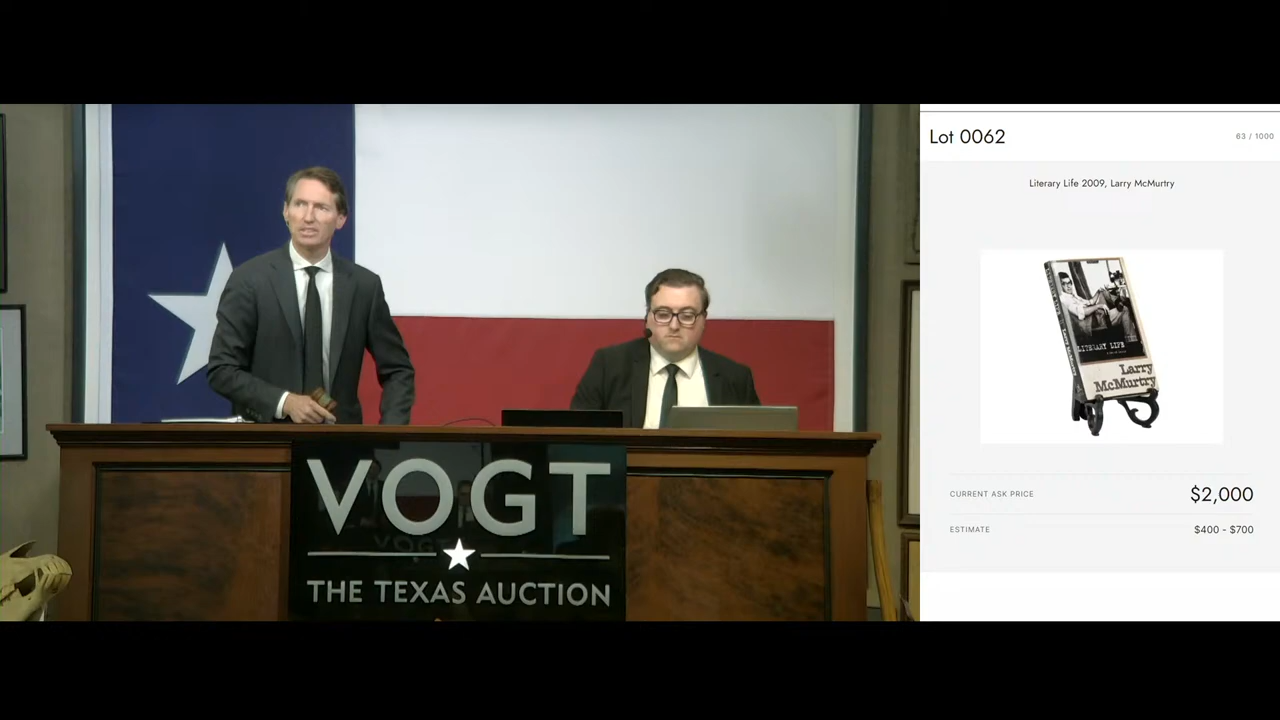 Lot 0062
63 / 1000
Literary Life 2009, Larry McMurtry
LITERARY LIFE
Larry
McMurtry
CURRENT ASK PRICE
$2,000
ESTIMATE
$400 - $700
VOGT
THE TEXAS AUCTION